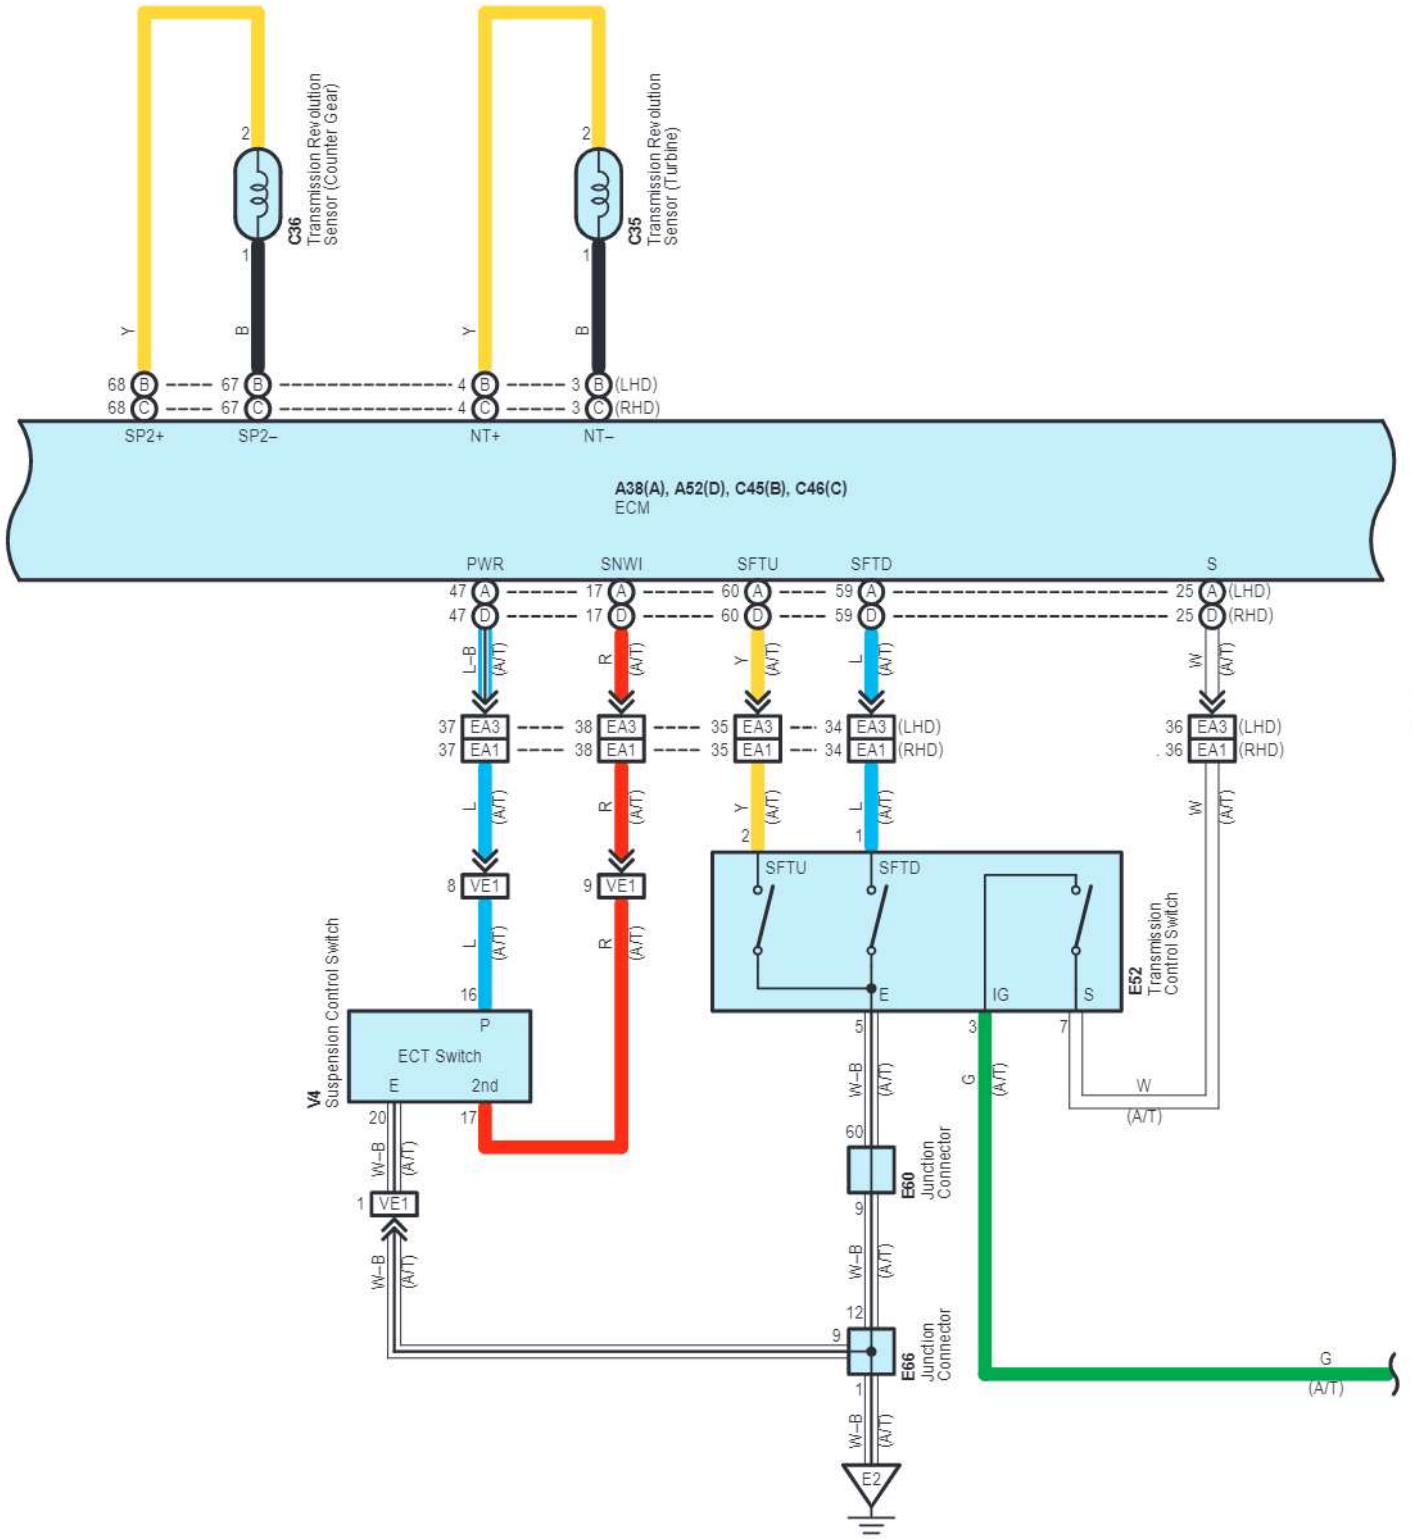 2
2
C36
Transmission Revolution
Sensor (Counter Gear)
C35
Transmission Revolution
Sensor (Turbine)
1
1
Y
B
Y
B
68 B 67 B 4 B 3 B (LHD)
68 C 67 C 4 C 3 C (RHD)
SP2+ SP2– NT+ NT–
A38(A), A52(D), C45(B), C46(C)
ECM
PWR SNWI SFTU SFTD S
47 A 17 A 60 A 59 A 25 A (LHD)
47 D 17 D 60 D 59 D 25 D (RHD)
L–B
(A/T)
R
(A/T)
Y
(A/T)
L
(A/T)
W
(A/T)
37 EA3 38 EA3 35 EA3 34 EA3 (LHD) 36 EA3 (LHD)
37 EA1 38 EA1 35 EA1 34 EA1 (RHD) . 36 EA1 (RHD)
L
(A/T)
R
(A/T)
Y
(A/T)
L
(A/T)
W
(A/T)
2 1
SFTU SFTD
8 VE1 9 VE1
L
(A/T)
R
(A/T)
E IG S
E52
Transmission
Control Switch
16
V4
Suspension Control Switch
P
ECT Switch
E 2nd
5 3 7
W–B
(A/T)
G
(A/T)
W
(A/T)
20 17
W–B
(A/T)
60
E60
Junction
Connector
9
1 VE1
W–B
(A/T)
W–B
(A/T)
12
9
E66
Junction
Connector
1
G
(A/T)
W–B
(A/T)
E2